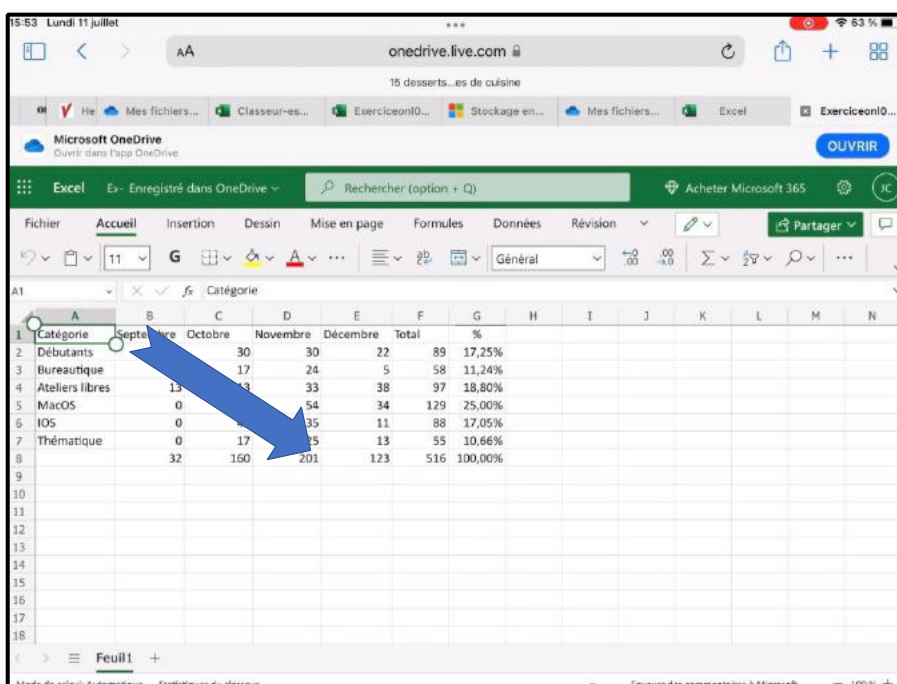 15:53 Lundi 11 juillet 63 %
AA onedrive.live.com
15 desserts...es de cuisine
He Mes fichiers... Classeur-es... Exerciceonl0... Stockage en... Mes fichiers... Excel Exerciceonl0...
Microsoft OneDrive
Ouvrir dans l'app OneDrive
OUVRIR
Excel Ex- Enregistré dans OneDrive Rechercher (option + Q) Acheter Microsoft 365 JC
Fichier Accueil Insertion Dessin Mise en page Formules Données Révision Partager
11 G A ... ab Général Σ ...
A1 fx Catégorie
A B C D E F G H I J K L M N
1 Catégorie Octobre Novembre Décembre Total %
2 Débutants 30 30 22 89 17,25%
3 Bureautique 17 24 5 58 11,24%
4 Ateliers libres 13 33 38 97 18,80%
5 MacOS 0 54 34 129 25,00%
6 IOS 0 35 11 88 17,05%
7 Thématique 0 17 25 13 55 10,66%
8 32 160 201 123 516 100,00%
9
10
11
12
13
14
15
16
17
18
Feuil1 +